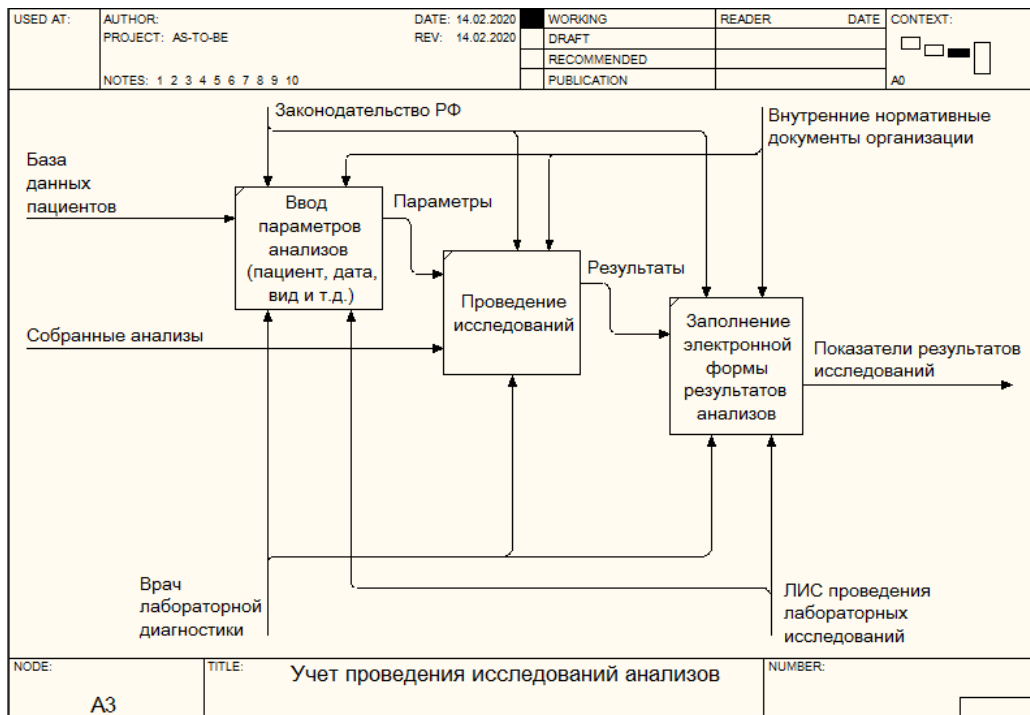 USED AT:
AUTHOR:
DATE: 14.02.2020
WORKING
READER
DATE
CONTEXT:
PROJECT: AS-TO-BE
REV: 14.02.2020
DRAFT
RECOMMENDED
NOTES: 1 2 3 4 5 6 7 8 9 10
PUBLICATION
A0
Законодательство РФ
Внутренние нормативные
документы организации
База
данных
пациентов
Ввод
параметров
анализов
(пациент, дата,
вид и т.д.)
Параметры
Проведение
исследований
Результаты
Собранные анализы
Заполнение
электронной
формы
результатов
анализов
Показатели результатов
исследований
Врач
лабораторной
диагностики
ЛИС проведения
лабораторных
исследований
NODE:
A3
TITLE:
Учет проведения исследований анализов
NUMBER: